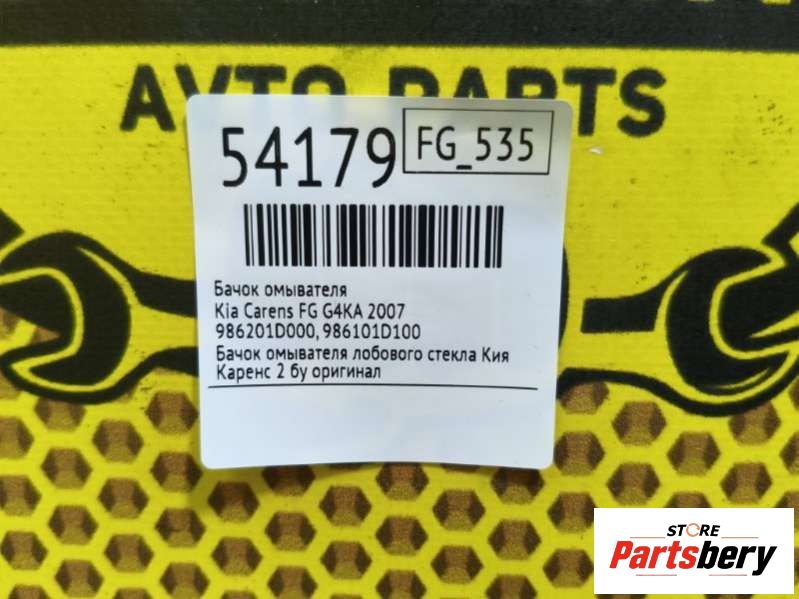 AVTO PARTS
54179
FG_535
Бачок омывателя
Kia Carens FG G4KA 2007
986201D000, 986101D100
Бачок омывателя лобового стекла Кия
Каренс 2 бу оригинал
STORE
Partsbery